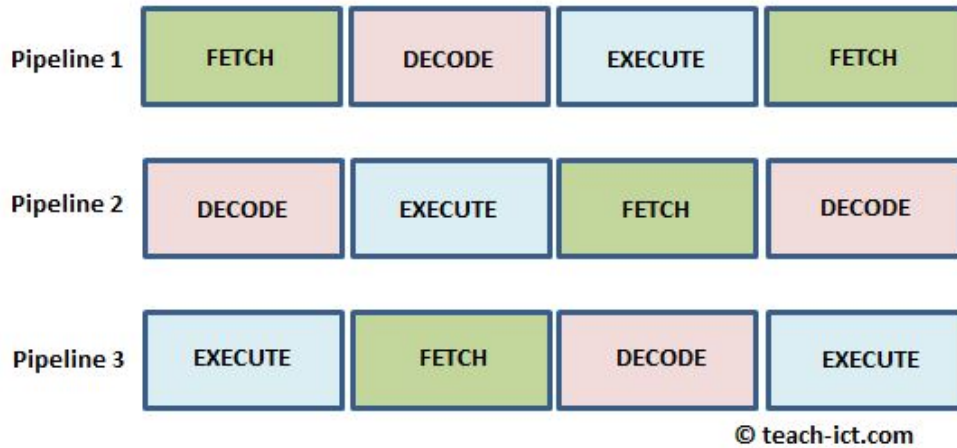 Pipeline 1 FETCH DECODE EXECUTE FETCH
Pipeline 2 DECODE EXECUTE FETCH DECODE
Pipeline 3 EXECUTE FETCH DECODE EXECUTE
© teach-ict.com